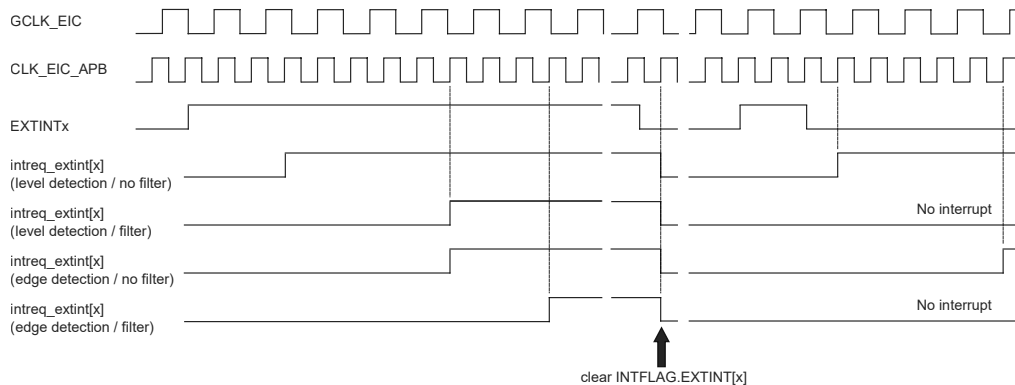 GCLK_EIC
CLK_EIC_APB
EXTINTx
intreq_extint[x]
(level detection / no filter)
intreq_extint[x]
(level detection / filter)
No interrupt
intreq_extint[x]
(edge detection / no filter)
intreq_extint[x]
(edge detection / filter)
No interrupt
clear INTFLAG.EXTINT[x]